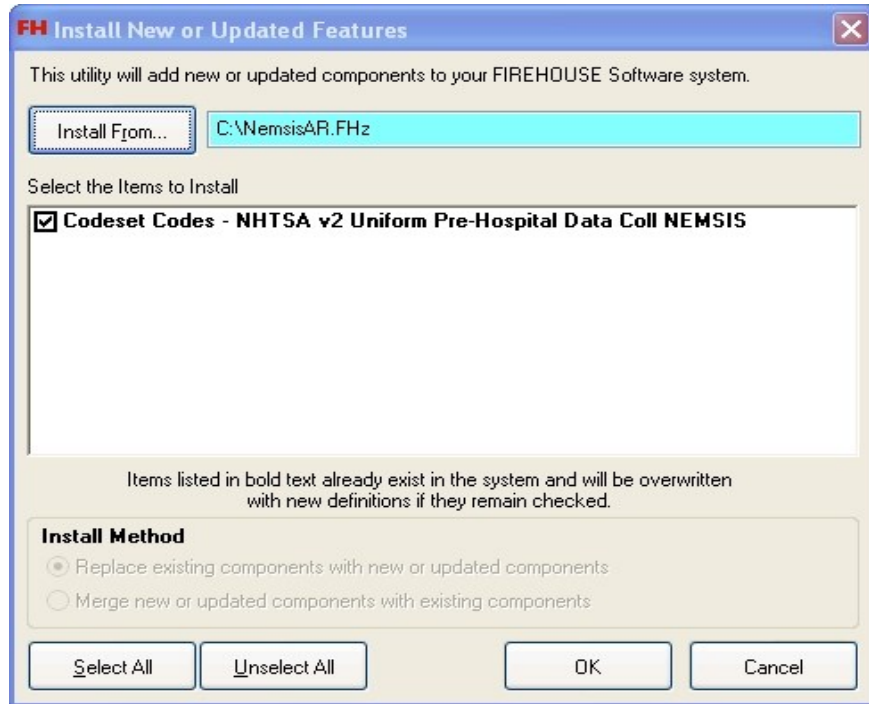 FH Install New or Updated Features
This utility will add new or updated components to your FIREHOUSE Software system.
Install From... C:\NemsisAR.FHz
Select the Items to Install
Codeset Codes - NHTSA v2 Uniform Pre-Hospital Data Coll NEMSIS
Items listed in bold text already exist in the system and will be overwritten
with new definitions if they remain checked.
Install Method
Replace existing components with new or updated components
Merge new or updated components with existing components
Select All Unselect All OK Cancel